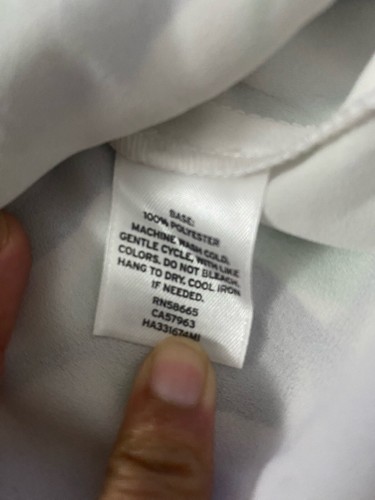 BASE:
100% POLYESTER
MACHINE WASH COLD,
GENTLE CYCLE, WITH LIKE
COLORS. DO NOT BLEACH.
HANG TO DRY. COOL IRON
IF NEEDED.
RN58665
CA57963
HA331674MI